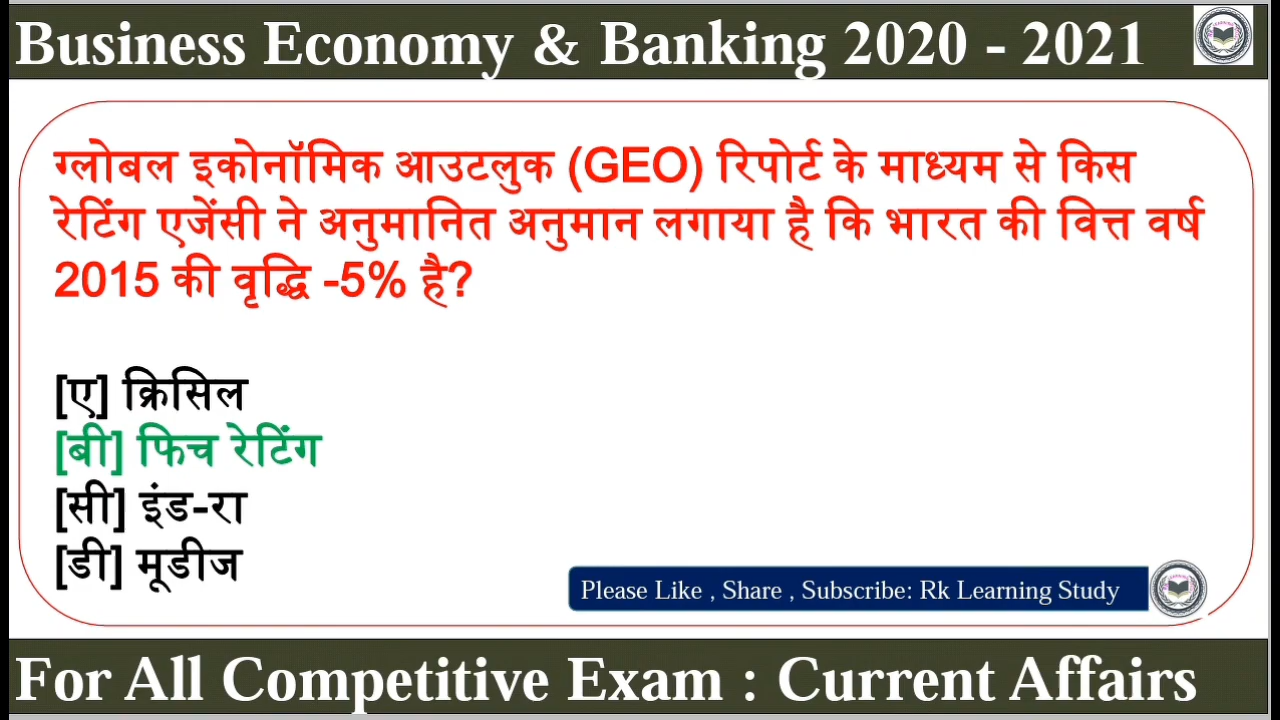 Business Economy & Banking 2020 - 2021
ग्लोबल इकोनॉमिक आउटलुक (GEO) रिपोर्ट के माध्यम से किस
रेटिंग एजेंसी ने अनुमानित अनुमान लगाया है कि भारत की वित्त वर्ष
2015 की वृद्धि -5% है?
[ए] क्रिसिल
[बी] फिच रेटिंग
[सी] इंड-रा
[डी] मूडीज
Please Like , Share , Subscribe: Rk Learning Study
For All Competitive Exam : Current Affairs